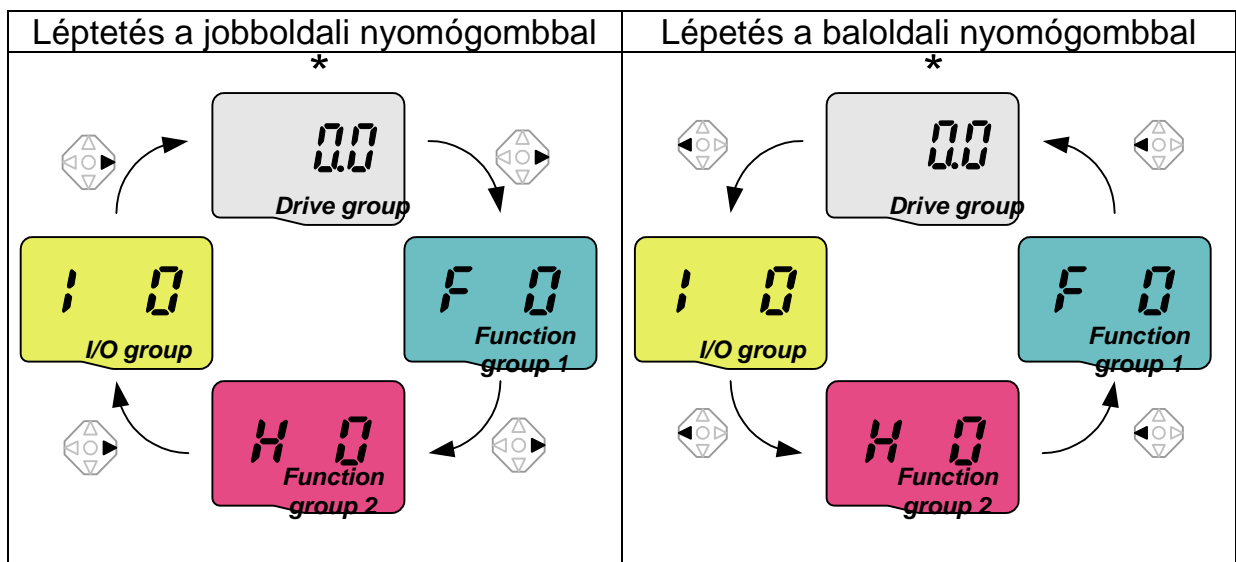 Léptetés a jobboldali nyomógombbal
Lépetés a baloldali nyomógombbal
*
0.0
Drive group
I 0
I/O group
F 0
Function
group 1
H 0
Function
group 2
*
0.0
Drive group
I 0
I/O group
F 0
Function
group 1
H 0
Function
group 2